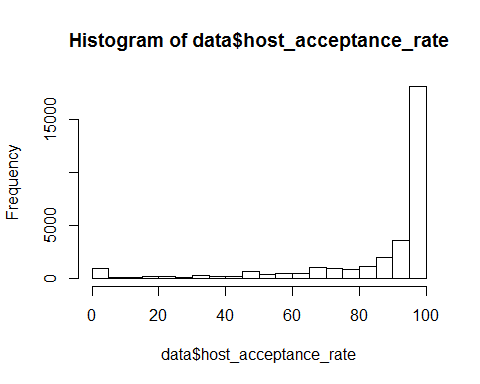 Histogram of data$host_acceptance_rate
Frequency
15000
5000
0
0 20 40 60 80 100
data$host_acceptance_rate